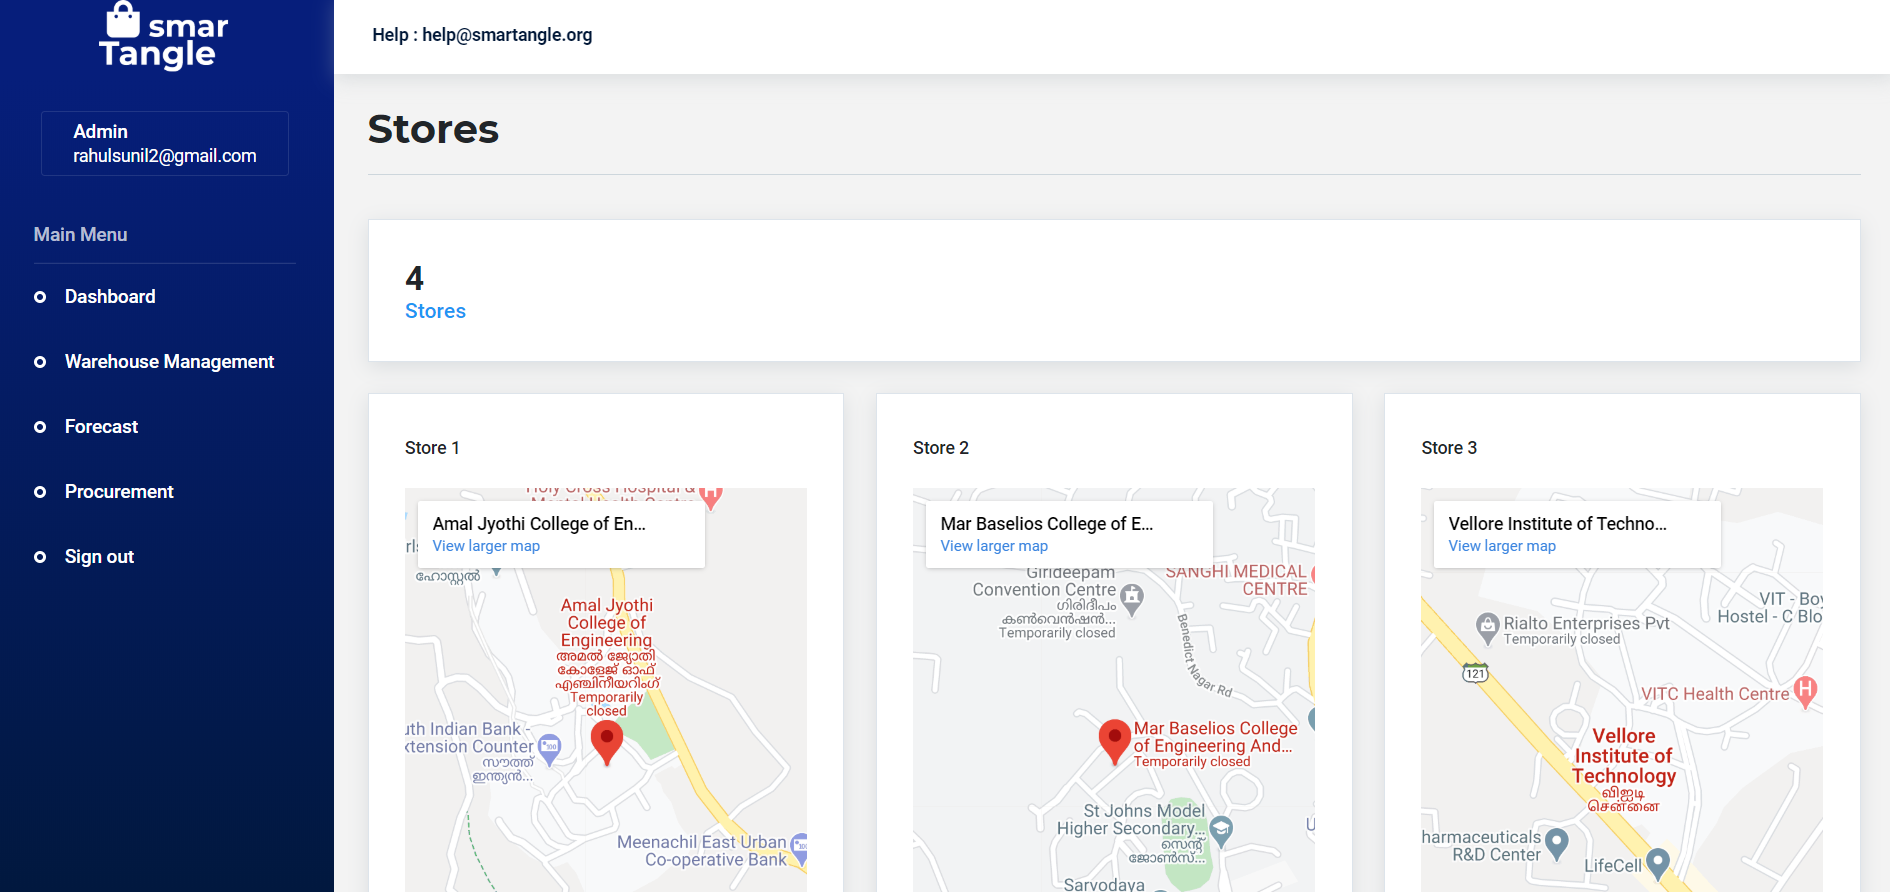 smar
Tangle
Admin
rahulsunil2@gmail.com
Main Menu
Dashboard
Warehouse Management
Forecast
Procurement
Sign out
Help : help@smartangle.org
Stores
4
Stores
Store 1
Holy Cross Hospital &
Mental Health Centre
Amal Jyothi College of En...
View larger map
ഹോസ്റ്റൽ
Amal Jyothi
College of
Engineering
അമൽ ജ്യോതി
കോളേജ് ഓഫ്
എഞ്ചിനീയറിംഗ്
Temporarily
closed
uth Indian Bank -
xtension Counter
സൗത്ത്
ഇന്ത്യൻ...
Meenachil East Urban
Co-operative Bank
Store 2
Mar Baselios College of E...
View larger map
Girideepam
Convention Centre
ഗിരിദീപം
കൺവെൻഷൻ...
Temporarily closed
SANGHI MEDICAL
CENTRE
Benedict Nagar Rd
Mar Baselios College
of Engineering And...
Temporarily closed
St Johns Model
Higher Secondary...
സെന്റ്
ജോൺസ്...
Sarvodaya
Store 3
Vellore Institute of Techno...
View larger map
VIT - Boy
Hostel - C Blo
Rialto Enterprises Pvt
Temporarily closed
121
VITC Health Centre
Vellore
Institute of
Technology
விஐடி
சென்னை
harmaceuticals
R&D Center
LifeCell